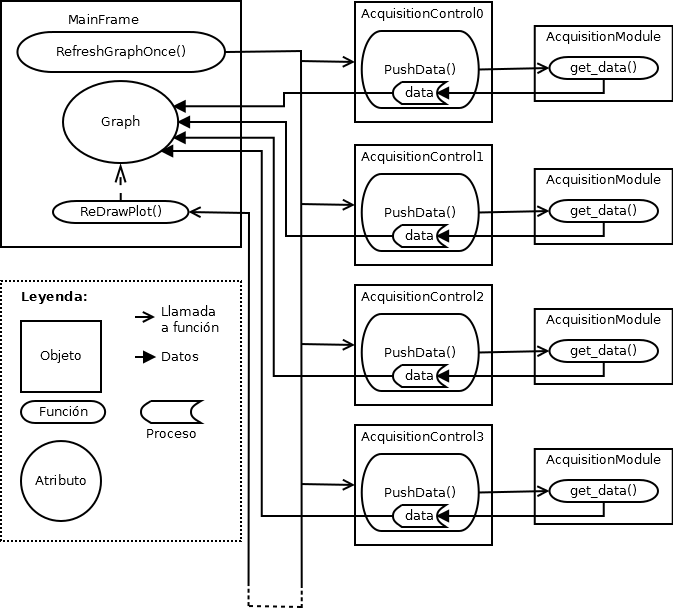 MainFrame
RefreshGraphOnce()
Graph
ReDrawPlot()
AcquisitionControl0
PushData()
data
AcquisitionModule
get_data()
AcquisitionControl1
PushData()
data
AcquisitionModule
get_data()
AcquisitionControl2
PushData()
data
AcquisitionModule
get_data()
AcquisitionControl3
PushData()
data
AcquisitionModule
get_data()
Leyenda:
Objeto
Función
Atributo
Llamada
a función
Datos
Proceso